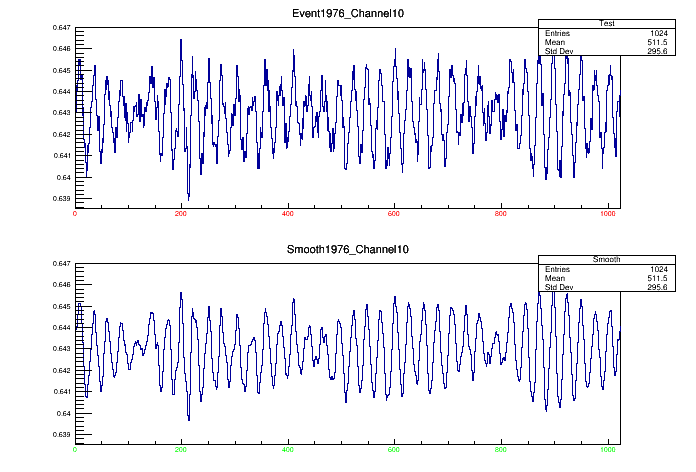 Event1976_Channel10
Test
Entries 1024
Mean 511.5
Std Dev 295.6
0.647
0.646
0.645
0.644
0.643
0.642
0.641
0.64
0.639
0 200 400 600 800 1000
Smooth1976_Channel10
Smooth
Entries 1024
Mean 511.5
Std Dev 295.6
0.647
0.646
0.645
0.644
0.643
0.642
0.641
0.64
0.639
0 200 400 600 800 1000